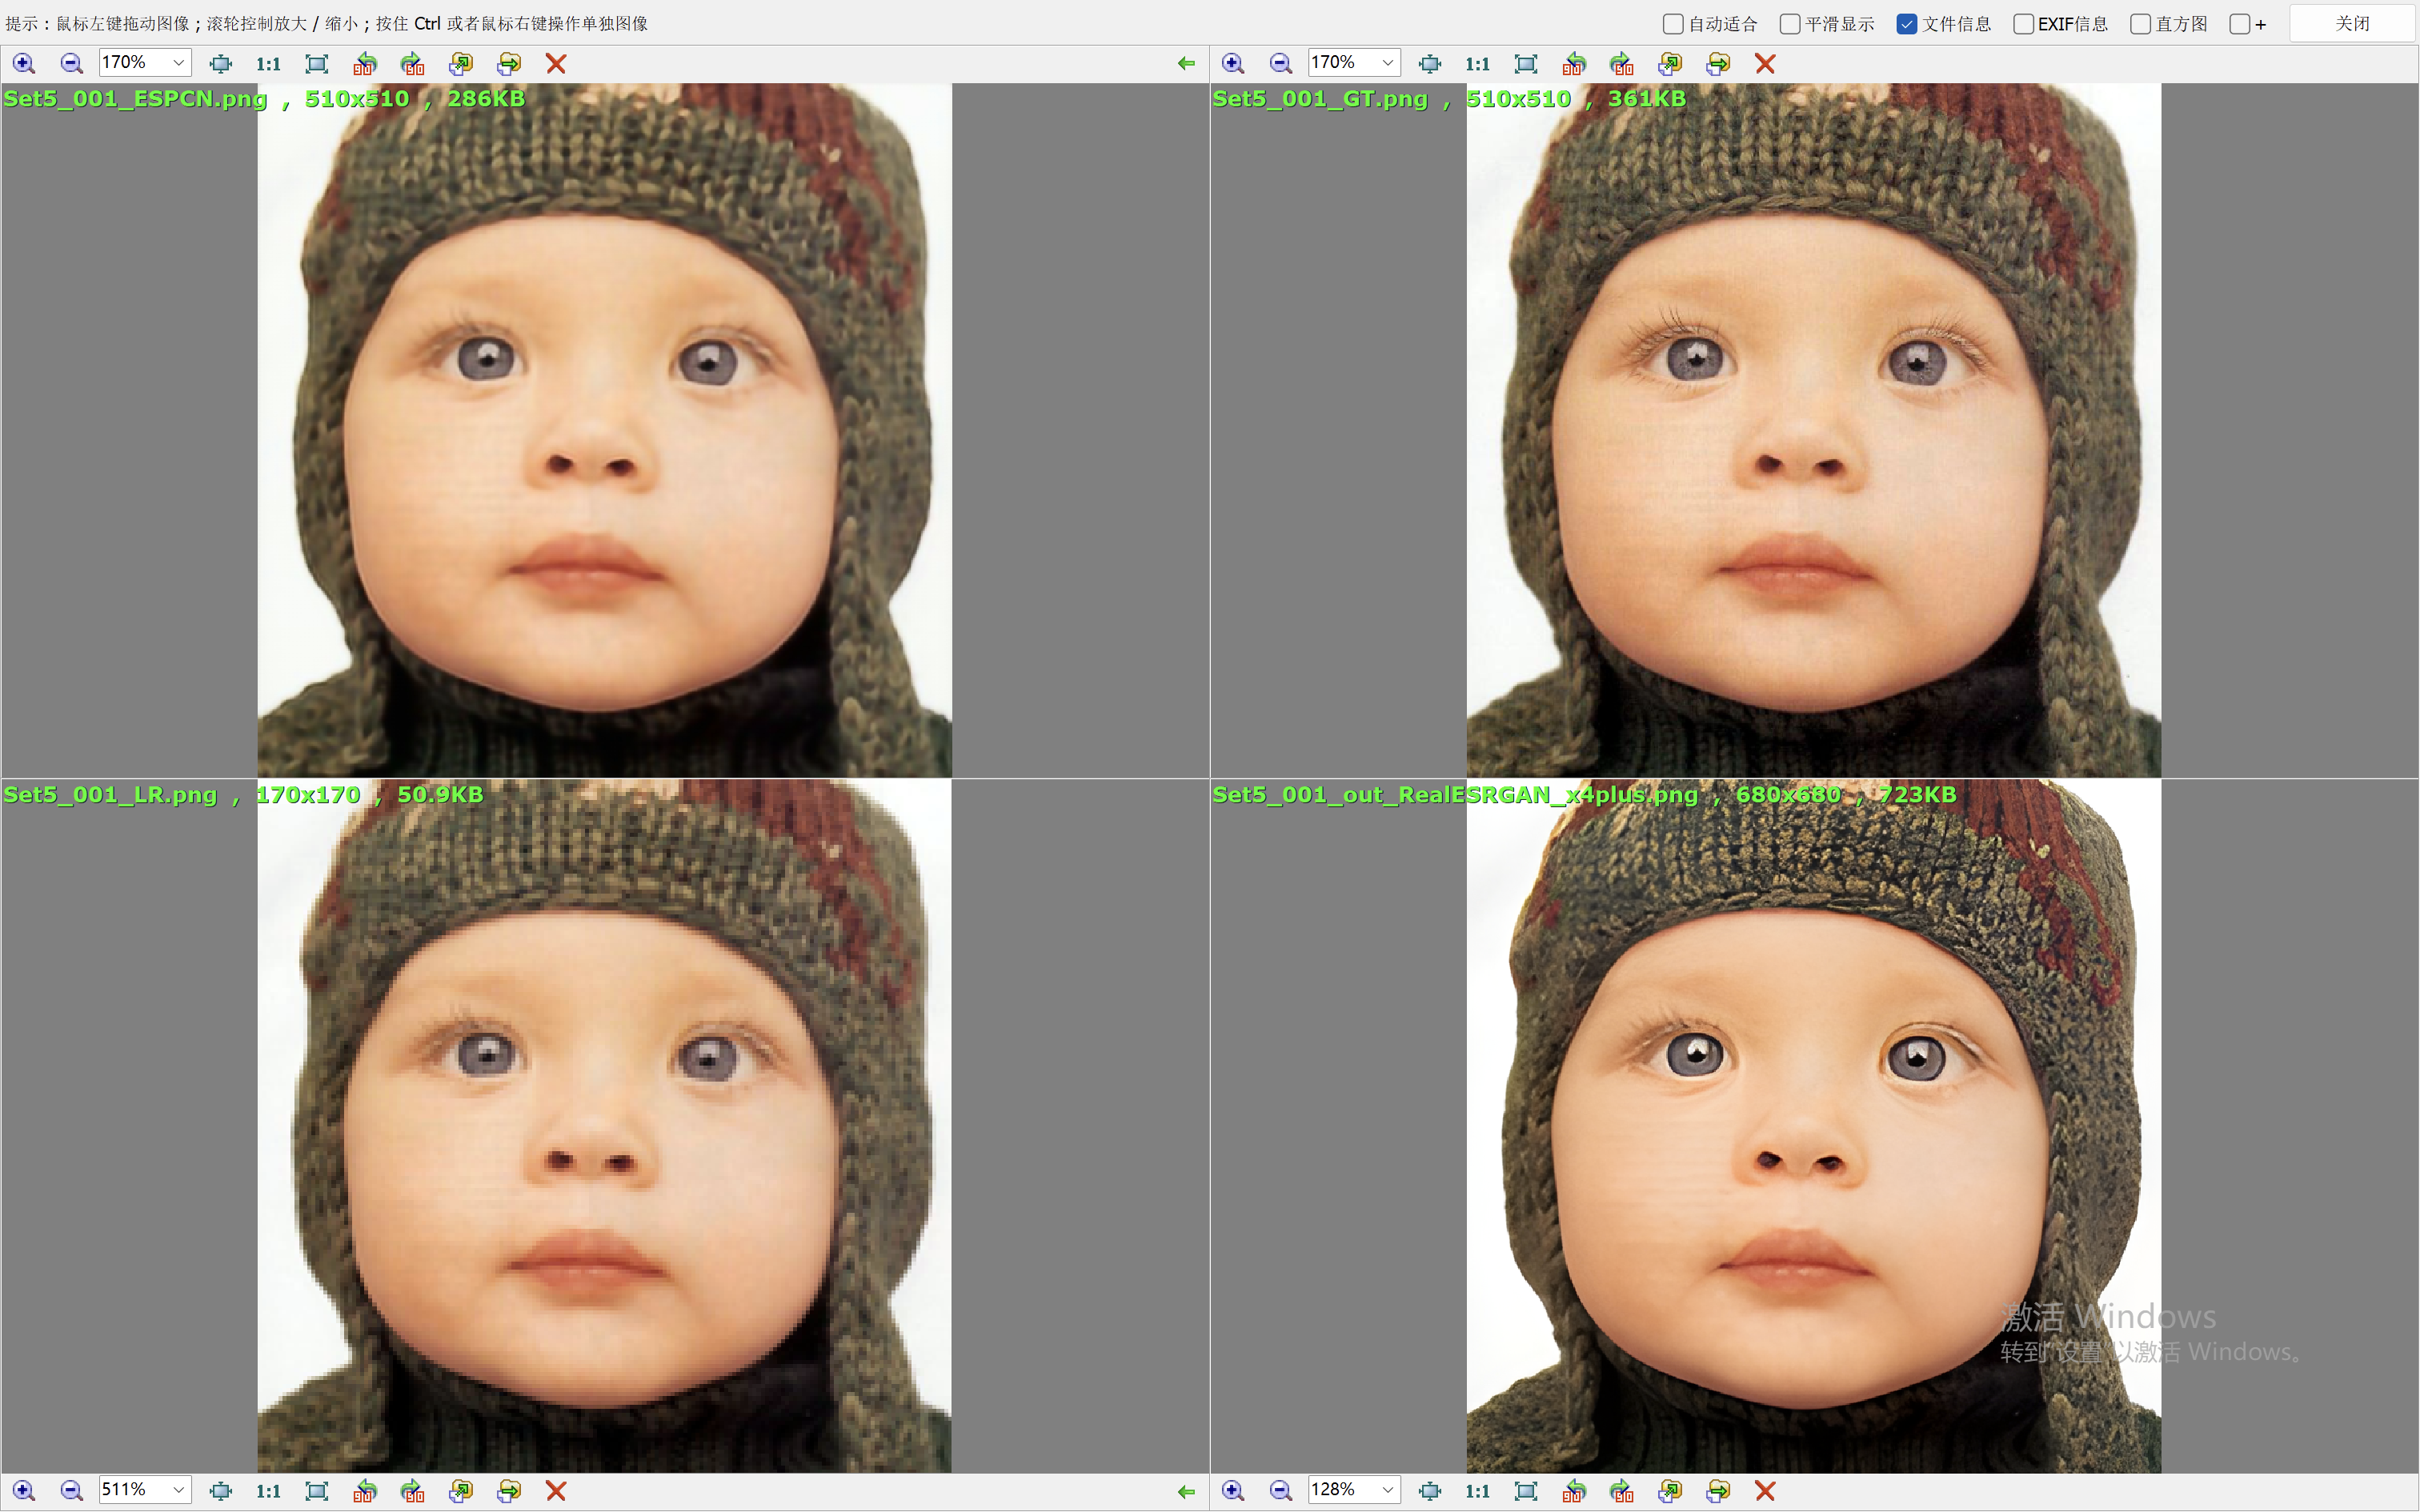 提示：鼠标左键拖动图像；滚轮控制放大 / 缩小；按住 Ctrl 或者鼠标右键操作单独图像
自动适合 平滑显示 文件信息 EXIF信息 直方图 + 关闭
170% 1:1 170% 1:1
Set5_001_ESPCN.png , 510x510 , 286KB
Set5_001_GT.png , 510x510 , 361KB
Set5_001_LR.png , 170x170 , 50.9KB
Set5_001_out_RealESRGAN_x4plus.png , 680x680 , 723KB
激活 Windows
转到"设置"以激活 Windows。
511% 1:1 128% 1:1